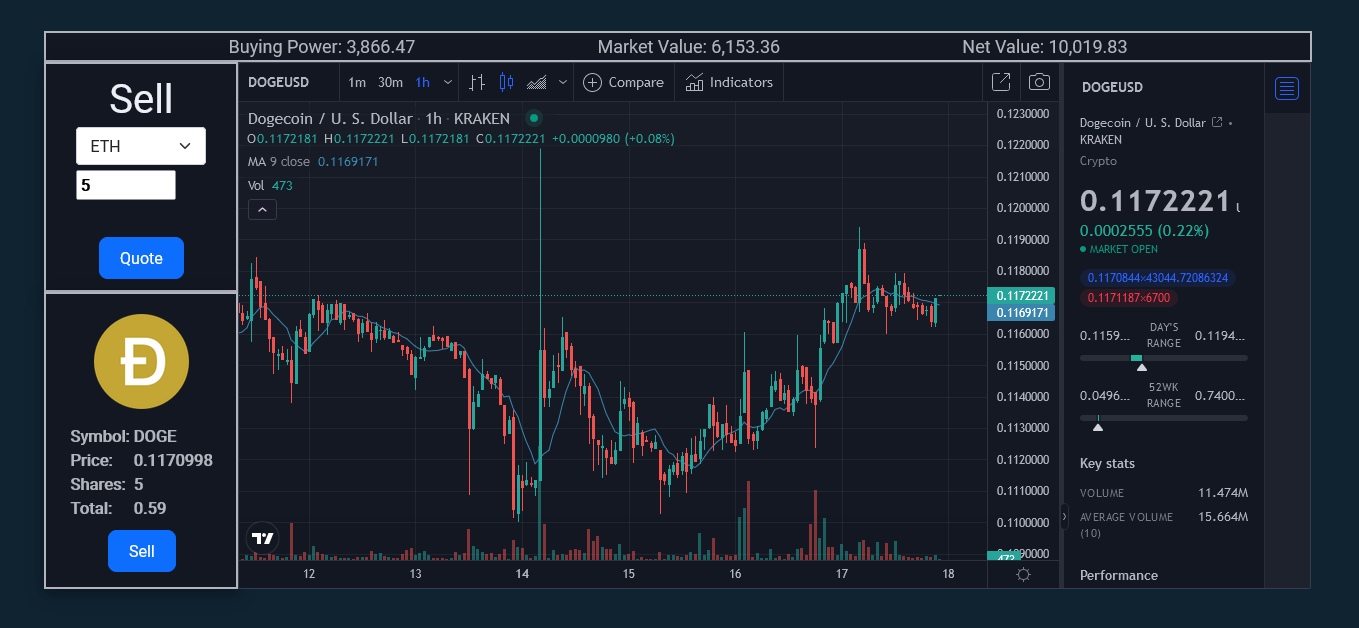 Buying Power: 3,866.47 Market Value: 6,153.36 Net Value: 10,019.83
Sell
ETH
5
Quote
Symbol: DOGE
Price: 0.1170998
Shares: 5
Total: 0.59
Sell
DOGEUSD 1m 30m 1h Compare Indicators
Dogecoin / U. S. Dollar · 1h · KRAKEN
O0.1172181 H0.1172221 L0.1172181 C0.1172221 +0.0000980 (+0.08%)
MA 9 close 0.1169171
Vol 473
0.1230000
0.1220000
0.1210000
0.1200000
0.1190000
0.1180000
0.1172221
0.1169171
0.1160000
0.1150000
0.1140000
0.1130000
0.1120000
0.1110000
0.1100000
473
12 13 14 15 16 17 18
DOGEUSD
Dogecoin / U. S. Dollar •
KRAKEN
Crypto
0.1172221
0.0002555 (0.22%)
MARKET OPEN
0.1170844×43044.72086324
0.1171187×6700
0.1159... DAY'S RANGE 0.1194...
0.0496... 52WK RANGE 0.7400...
Key stats
VOLUME 11.474M
AVERAGE VOLUME (10) 15.664M
Performance